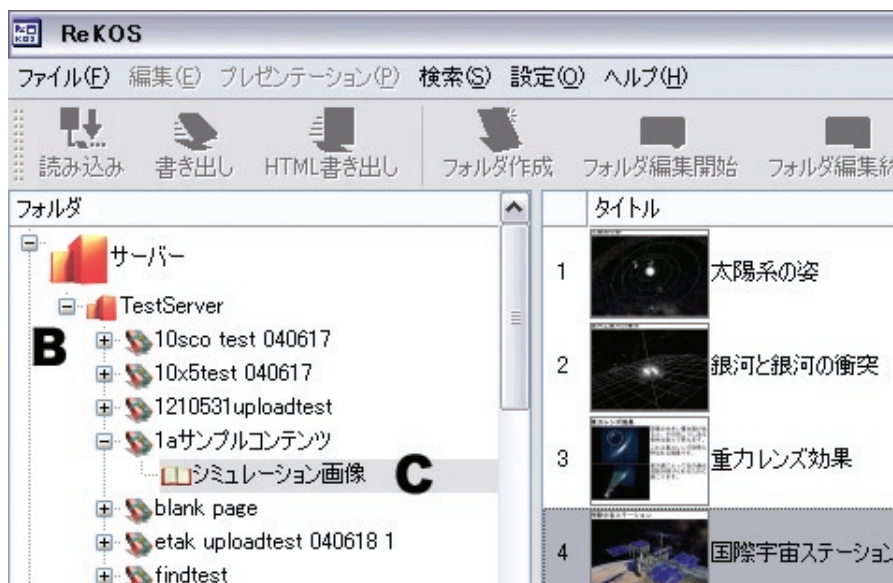 ReKOS
ファイル(F) 編集(E) プレゼンテーション(P) 検索(S) 設定(O) ヘルプ(H)
読み込み 書き出し HTML書き出し フォルダ作成 フォルダ編集開始 フォルダ編集
フォルダ
サーバー
TestServer
B
10sco test 040617
10x5test 040617
1210531uploadtest
1aサンプルコンテンツ
シミュレーション画像 C
blank page
etak uploadtest 040618 1
findtest
タイトル
1 太陽系の姿
2 銀河と銀河の衝突
3 重力レンズ効果
4 国際宇宙ステーション